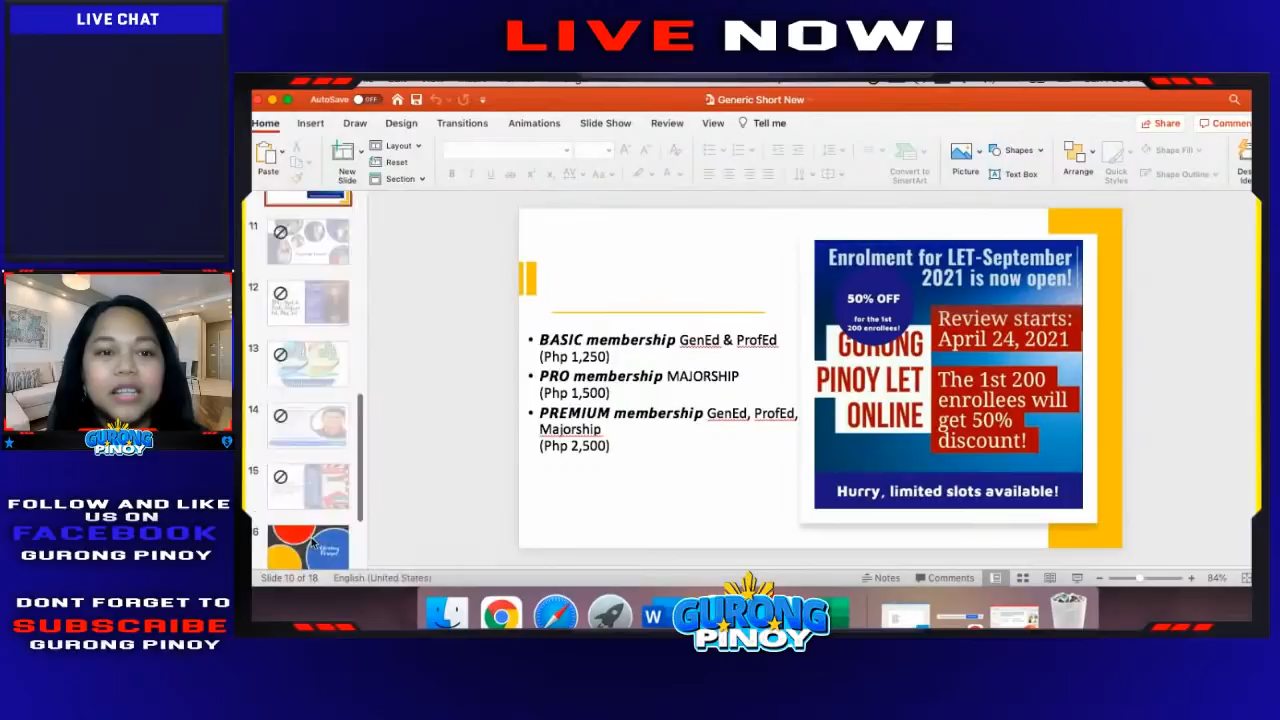 LIVE CHAT
LIVE NOW!
AutoSave OFF
Generic Short New
Home Insert Draw Design Transitions Animations Slide Show Review View Tell me
Share
Paste
New
Slide
Layout
Reset
Section
Convert to
SmartArt
Picture
Shapes
Text Box
Arrange
Quick
Styles
Shape Fill
Shape Outline
11
12
13
14
15
• BASIC membership GenEd & ProfEd
(Php 1,250)
• PRO membership MAJORSHIP
(Php 1,500)
• PREMIUM membership GenEd, ProfEd,
Majorship
(Php 2,500)
Enrolment for LET-September
2021 is now open!
50% OFF
for the 1st
200 enrollees!
GURONG
PINOY LET
ONLINE
Review starts:
April 24, 2021
The 1st 200
enrollees will
get 50%
discount!
Hurry, limited slots available!
Slide 10 of 18 English (United States)
Notes Comments 84%
W
GURONG
PINOY
GURONG
PINOY
FOLLOW AND LIKE
US ON
FACEBOOK
GURONG PINOY
DONT FORGET TO
SUBSCRIBE
GURONG PINOY